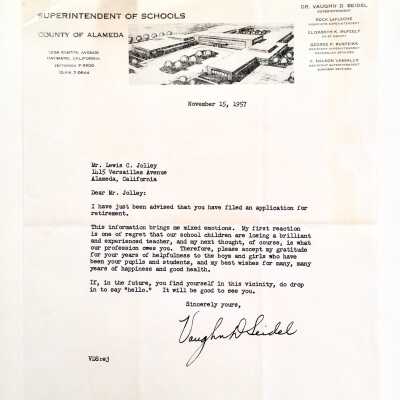 SUPERINTENDENT OF SCHOOLS
COUNTY OF ALAMEDA
HAYWARD, CALIFORNIA
DR. VAUGHN D. SEIDEL
SUPERINTENDENT
ROCK LAFLECHE
November 15, 1957
Mr. Lewis C. Jolley
1415 Versailles Avenue
Alameda, California
Dear Mr. Jolley:
I have just been advised that you have filed an application for
retirement.
This information brings me mixed emotions. My first reaction
is one of regret that our school children are losing a brilliant
and experienced teacher, and my next thought, of course, is what
our profession owes you. Therefore, please accept my gratitude
for your years of helpfulness to the boys and girls who have
been your pupils and students, and my best wishes for many, many
years of happiness and good health.
If, in the future, you find yourself in this vicinity, do drop
in to say "hello." It will be good to see you.
Sincerely yours,
Vaughn D Seidel
VDS:wj